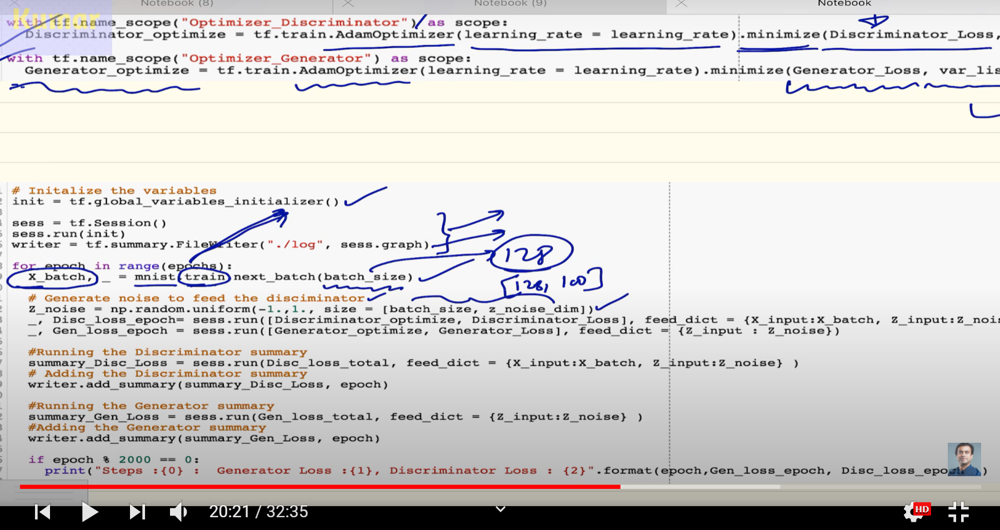 Notebook (8)
Notebook (9)
Notebook
Kumar
with tf.name_scope("Optimizer_Discriminator") as scope:
Discriminator_optimize = tf.train.AdamOptimizer(learning_rate = learning_rate).minimize(Discriminator_Loss,
with tf.name_scope("Optimizer_Generator") as scope:
Generator_optimize = tf.train.AdamOptimizer(learning_rate = learning_rate).minimize(Generator_Loss, var_lis
# Initalize the variables
init = tf.global_variables_initializer()
sess = tf.Session()
sess.run(init)
writer = tf.summary.FileWriter("./log", sess.graph)
128
for epoch in range(epochs):
X_batch, _ = mnist.train.next_batch(batch_size)
[128, 100]
# Generate noise to feed the disciminator
Z_noise = np.random.uniform(-1.,1., size = [batch_size, z_noise_dim])
_, Disc_loss_epoch= sess.run([Discriminator_optimize, Discriminator_Loss], feed_dict = {X_input:X_batch, Z_input:Z_nois
_, Gen_loss_epoch = sess.run([Generator_optimize, Generator_Loss], feed_dict = {Z_input : Z_noise})
#Running the Discriminator summary
summary_Disc_Loss = sess.run(Disc_loss_total, feed_dict = {X_input:X_batch, Z_input:Z_noise} )
# Adding the Discriminator summary
writer.add_summary(summary_Disc_Loss, epoch)
#Running the Generator summary
summary_Gen_Loss = sess.run(Gen_loss_total, feed_dict = {Z_input:Z_noise} )
#Adding the Generator summary
writer.add_summary(summary_Gen_Loss, epoch)
if epoch % 2000 == 0:
print("Steps :{0} :  Generator Loss :{1}, Discriminator Loss : {2}".format(epoch,Gen_loss_epoch, Disc_loss_epoch ))
20:21 / 32:35
HD